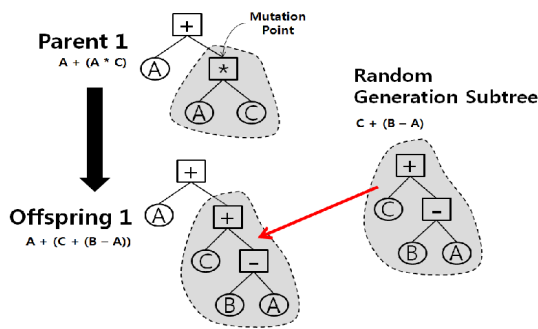 Mutation
Point
+
Parent 1
A + (A * C)
A
*
A
C
Random
Generation Subtree
C + (B – A)
+
C
-
B
A
+
Offspring 1
A + (C + (B – A))
A
+
C
-
B
A